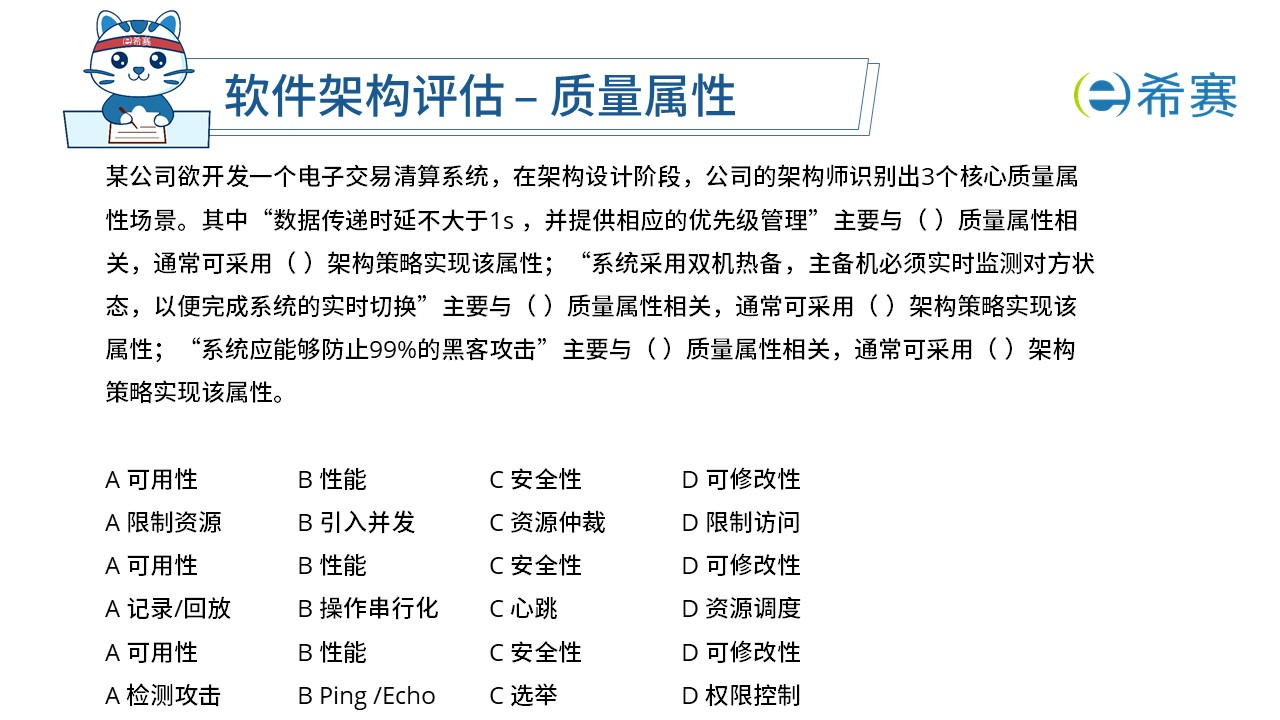 希赛
软件架构评估 – 质量属性
希赛
某公司欲开发一个电子交易清算系统，在架构设计阶段，公司的架构师识别出3个核心质量属
性场景。其中“数据传递时延不大于1s ，并提供相应的优先级管理”主要与（ ）质量属性相
关，通常可采用（ ）架构策略实现该属性；“系统采用双机热备，主备机必须实时监测对方状
态，以便完成系统的实时切换”主要与（ ）质量属性相关，通常可采用（ ）架构策略实现该
属性；“系统应能够防止99%的黑客攻击”主要与（ ）质量属性相关，通常可采用（ ）架构
策略实现该属性。
A 可用性 B 性能 C 安全性 D 可修改性
A 限制资源 B 引入并发 C 资源仲裁 D 限制访问
A 可用性 B 性能 C 安全性 D 可修改性
A 记录/回放 B 操作串行化 C 心跳 D 资源调度
A 可用性 B 性能 C 安全性 D 可修改性
A 检测攻击 B Ping /Echo C 选举 D 权限控制